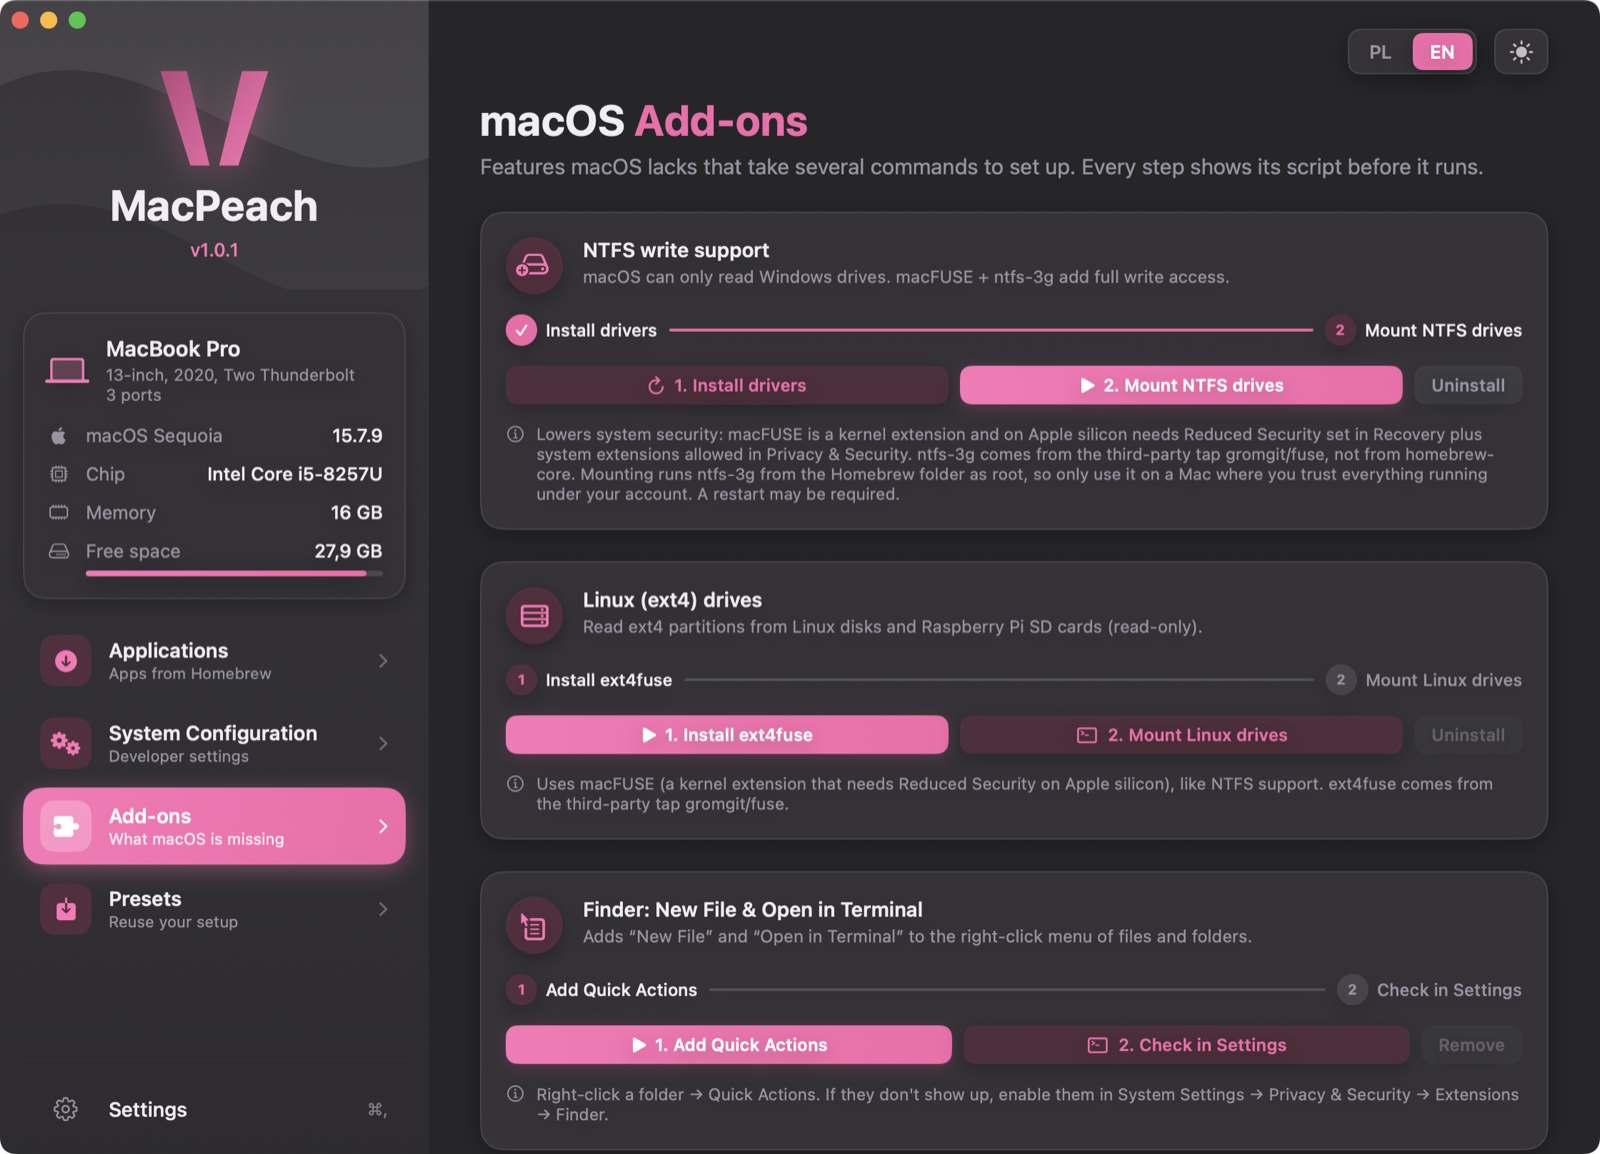 MacPeach
v1.0.1
MacBook Pro
13-inch, 2020, Two Thunderbolt
3 ports
macOS Sequoia 15.7.9
Chip Intel Core i5-8257U
Memory 16 GB
Free space 27,9 GB
Applications
Apps from Homebrew
System Configuration
Developer settings
Add-ons
What macOS is missing
Presets
Reuse your setup
Settings ⌘,
PL EN
macOS Add-ons
Features macOS lacks that take several commands to set up. Every step shows its script before it runs.
NTFS write support
macOS can only read Windows drives. macFUSE + ntfs-3g add full write access.
Install drivers 2 Mount NTFS drives
1. Install drivers 2. Mount NTFS drives Uninstall
Lowers system security: macFUSE is a kernel extension and on Apple silicon needs Reduced Security set in Recovery plus
system extensions allowed in Privacy & Security. ntfs-3g comes from the third-party tap gromgit/fuse, not from homebrew-
core. Mounting runs ntfs-3g from the Homebrew folder as root, so only use it on a Mac where you trust everything running
under your account. A restart may be required.
Linux (ext4) drives
Read ext4 partitions from Linux disks and Raspberry Pi SD cards (read-only).
1 Install ext4fuse 2 Mount Linux drives
1. Install ext4fuse 2. Mount Linux drives Uninstall
Uses macFUSE (a kernel extension that needs Reduced Security on Apple silicon), like NTFS support. ext4fuse comes from
the third-party tap gromgit/fuse.
Finder: New File & Open in Terminal
Adds “New File” and “Open in Terminal” to the right-click menu of files and folders.
1 Add Quick Actions 2 Check in Settings
1. Add Quick Actions 2. Check in Settings Remove
Right-click a folder → Quick Actions. If they don't show up, enable them in System Settings → Privacy & Security → Extensions
→ Finder.